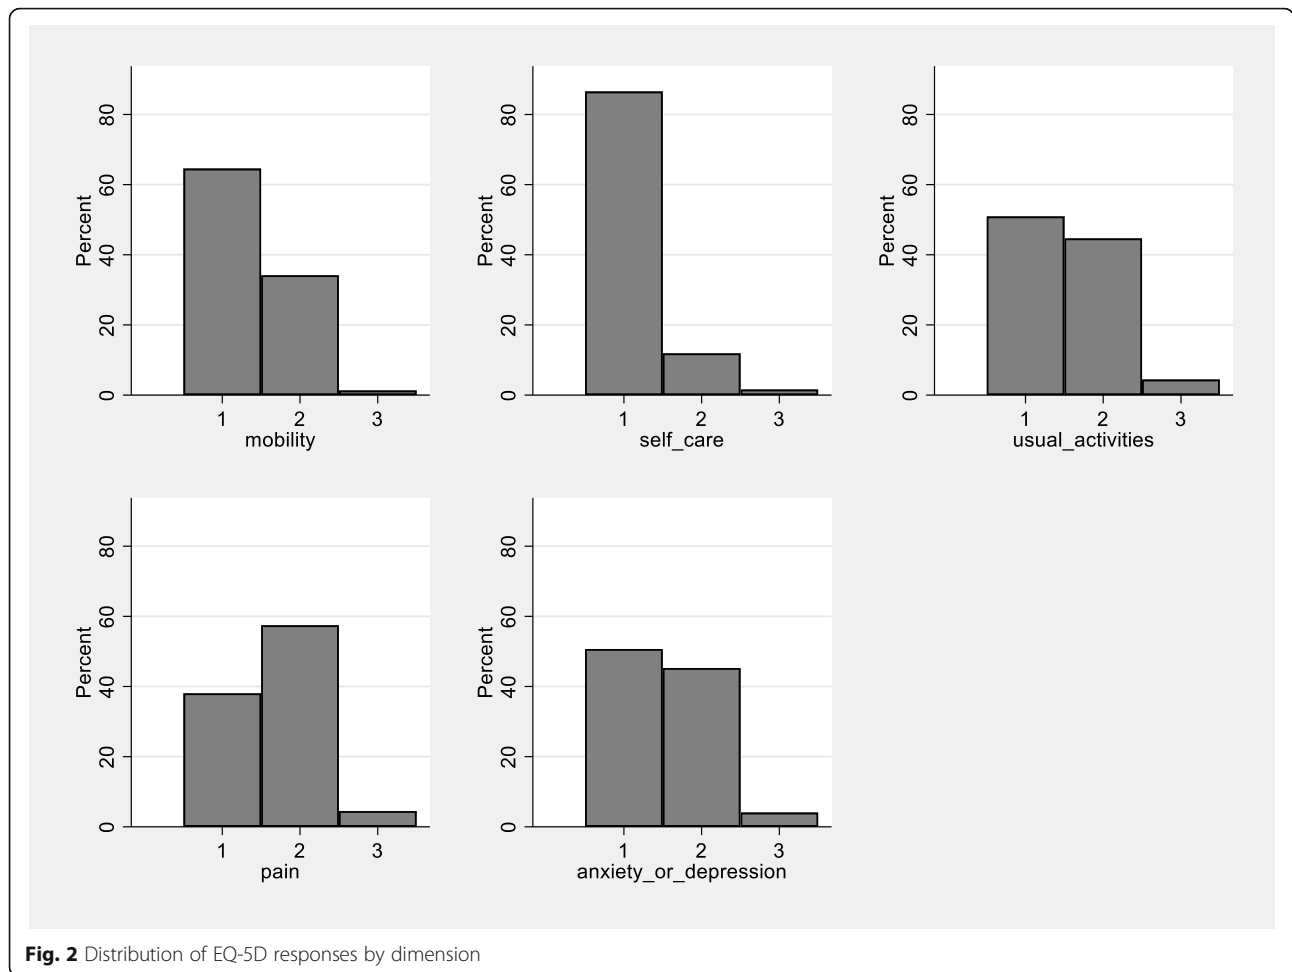 Percent
80
60
40
20
0
1 2 3
mobility
Percent
80
60
40
20
0
1 2 3
self_care
Percent
80
60
40
20
0
1 2 3
usual_activities
Percent
80
60
40
20
0
1 2 3
pain
Percent
80
60
40
20
0
1 2 3
anxiety_or_depression
Fig. 2 Distribution of EQ-5D responses by dimension